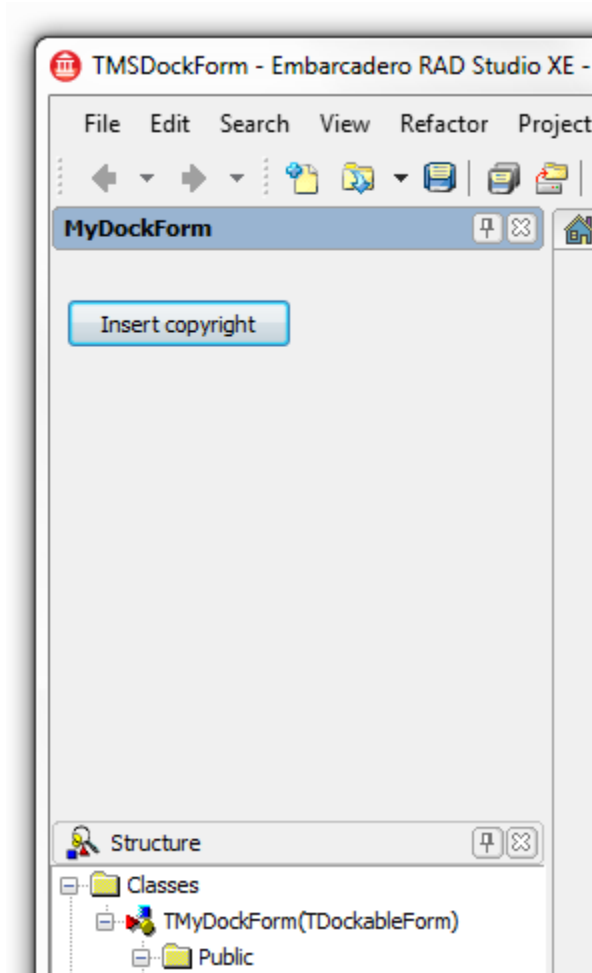 TMSDockForm - Embarcadero RAD Studio XE -
File Edit Search View Refactor Project
MyDockForm
Insert copyright
Structure
Classes
TMyDockForm(TDockableForm)
Public